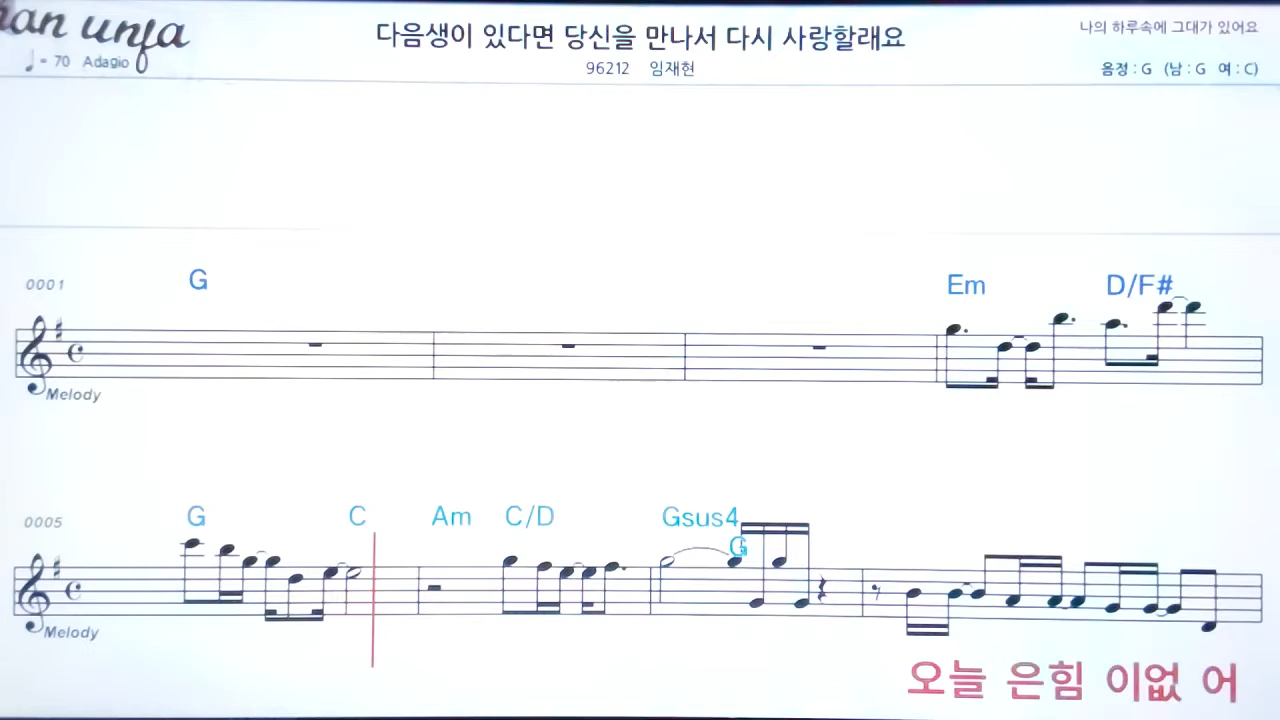 다음생이 있다면 당신을 만나서 다시 사랑할래요
나의 하루속에 그대가 있어요
♩= 70 Adagio
96212 임재현
음정 : G (남 : G 여 : C)
0001
G Em D/F#
Melody
0005
G C Am C/D Gsus4 G
Melody
오늘 은힘 이없 어